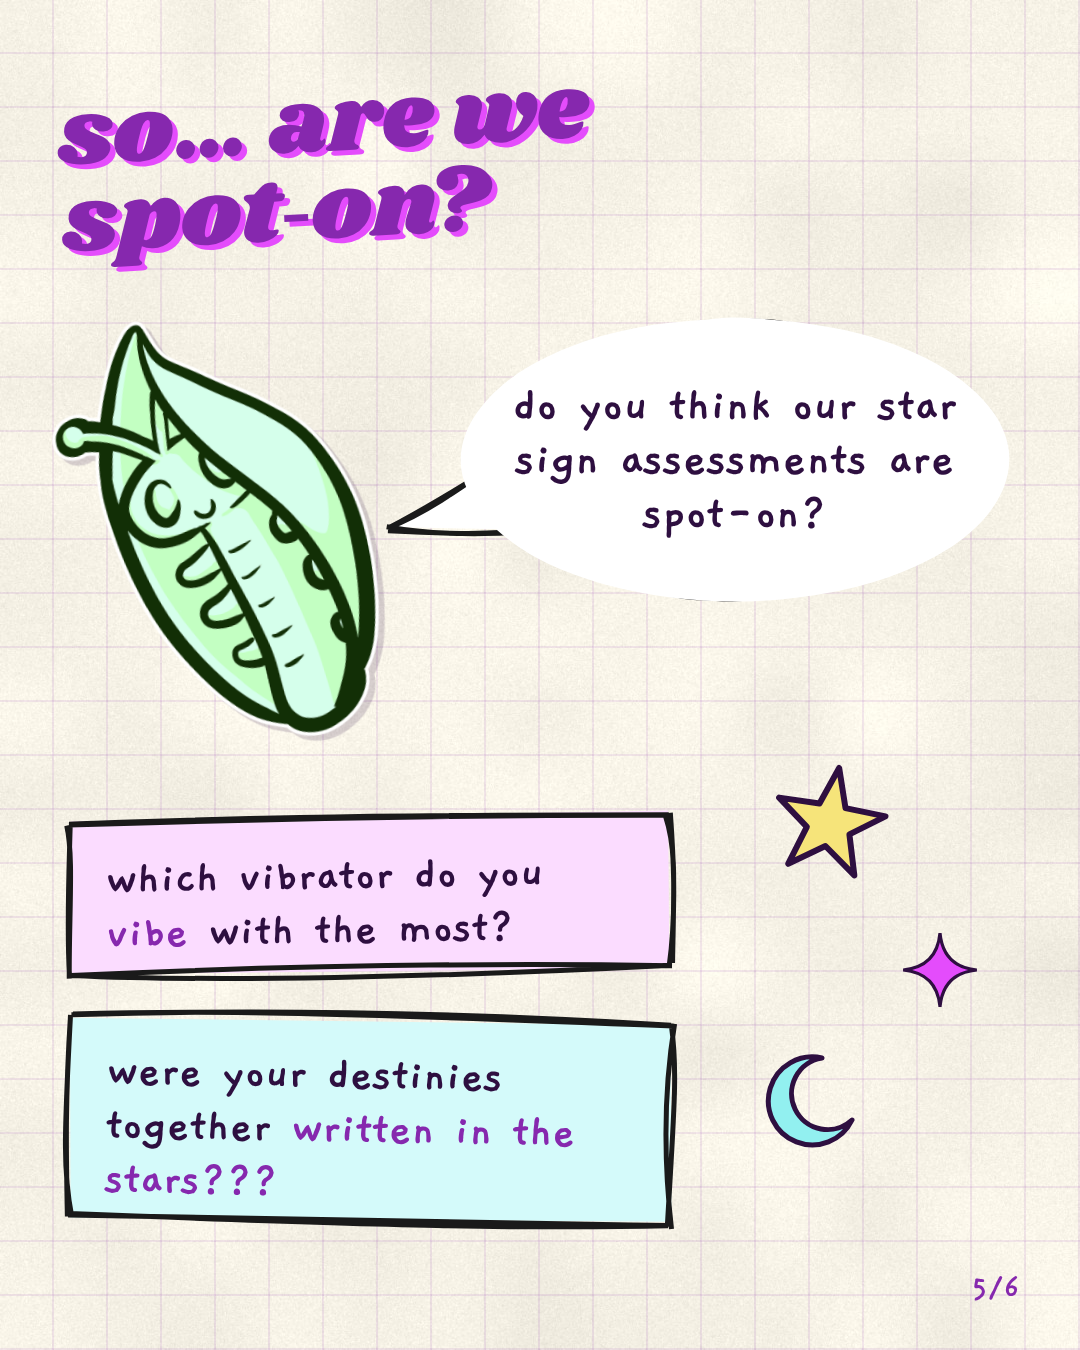 so... are we
spot-on?
do you think our star
sign assessments are
spot-on?
which vibrator do you
vibe with the most?
were your destinies
together written in the
stars???
5/6